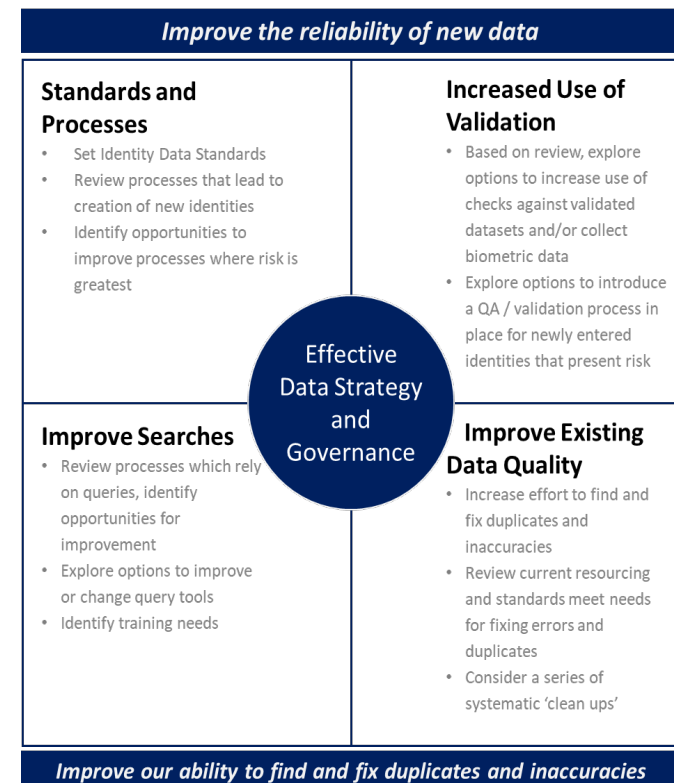 Improve the reliability of new data
Standards and
Processes
• Set Identity Data Standards
• Review processes that lead to
creation of new identities
• Identify opportunities to
improve processes where risk is
greatest
Increased Use of
Validation
• Based on review, explore
options to increase use of
checks against validated
datasets and/or collect
biometric data
• Explore options to introduce
a QA / validation process in
place for newly entered
identities that present risk
Effective
Data Strategy
and
Governance
Improve Searches
• Review processes which rely
on queries, identify
opportunities for
improvement
• Explore options to improve
or change query tools
• Identify training needs
Improve Existing
Data Quality
• Increase effort to find and
fix duplicates and
inaccuracies
• Review current resourcing
and standards meet needs
for fixing errors and
duplicates
• Consider a series of
systematic ‘clean ups’
Improve our ability to find and fix duplicates and inaccuracies